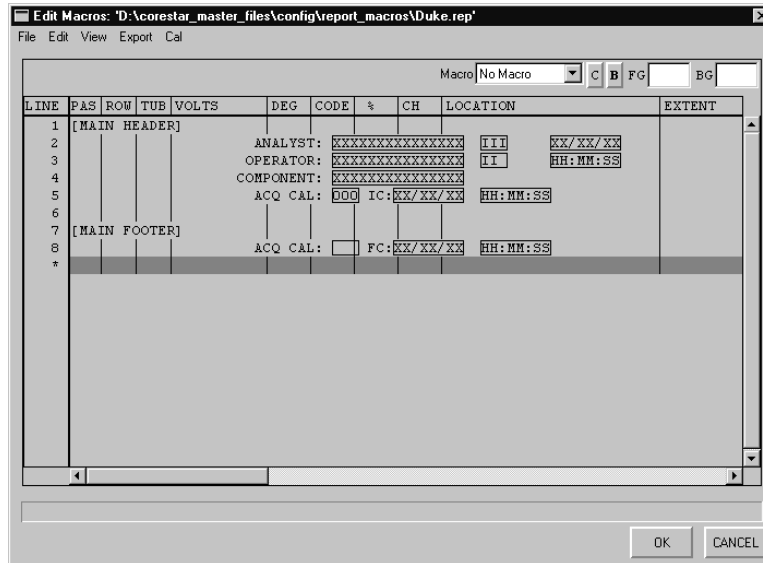 Edit Macros: 'D:\corestar_master_files\config\report_macros\Duke.rep'
File Edit View Export Cal
Macro No Macro C B FG BG
LINE PAS ROW TUB VOLTS DEG CODE % CH LOCATION EXTENT
1 [MAIN HEADER]
2 ANALYST: XXXXXXXXXXXXXXX III XX/XX/XX
3 OPERATOR: XXXXXXXXXXXXXXX II HH:MM:SS
4 COMPONENT: XXXXXXXXXXXXXXX
5 ACQ CAL: 000 IC: XX/XX/XX HH:MM:SS
6
7 [MAIN FOOTER]
8 ACQ CAL: FC: XX/XX/XX HH:MM:SS
*
OK CANCEL